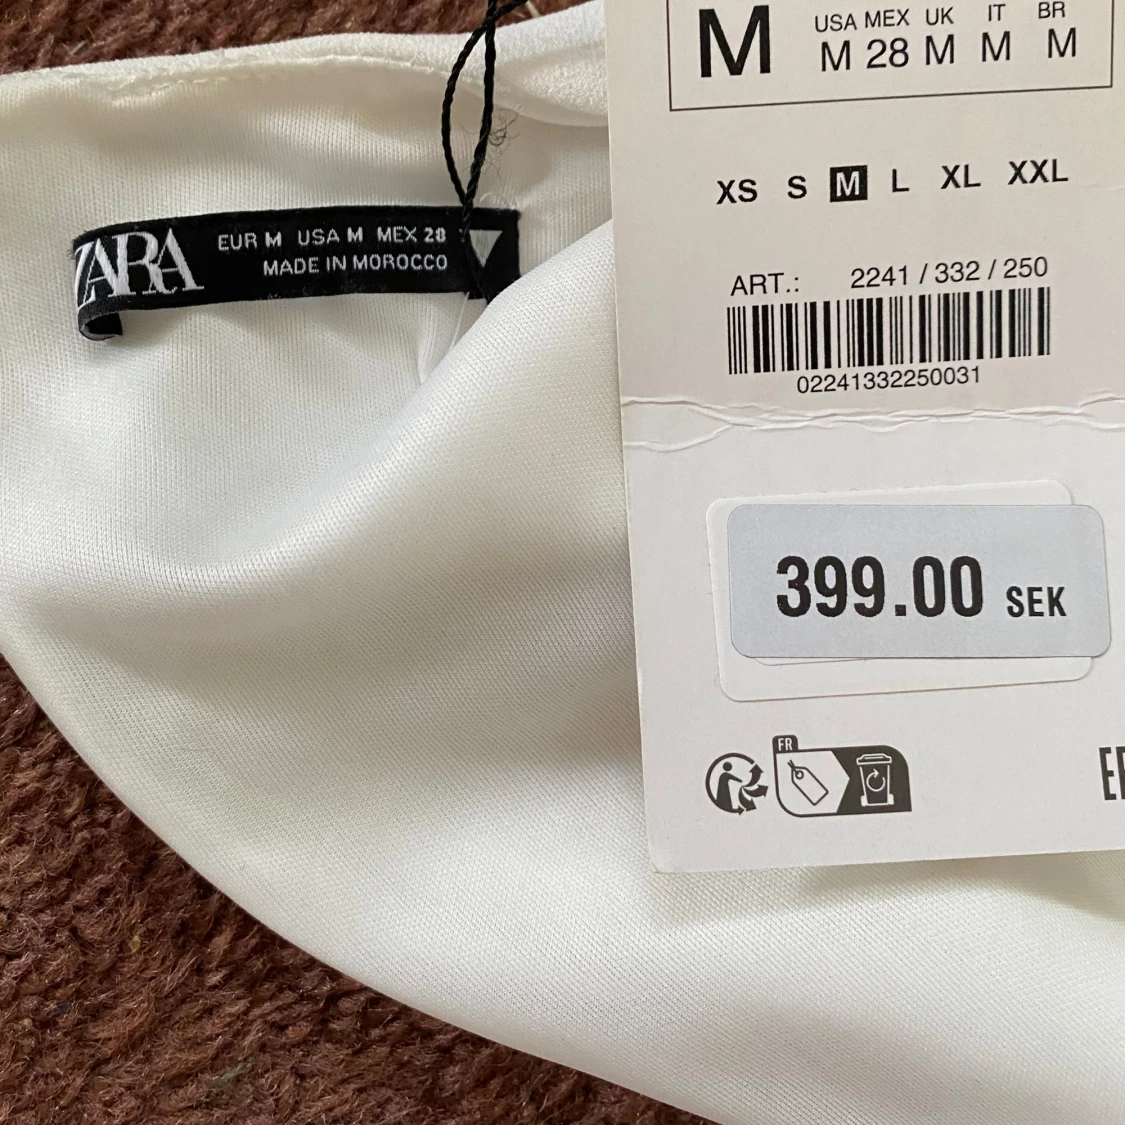 ZARA
EUR M USA M MEX 28
MADE IN MOROCCO
M
USA MEX UK IT BR
M 28 M M M
XS S M L XL XXL
ART.: 2241 / 332 / 250
02241332250031
399.00 SEK
FR